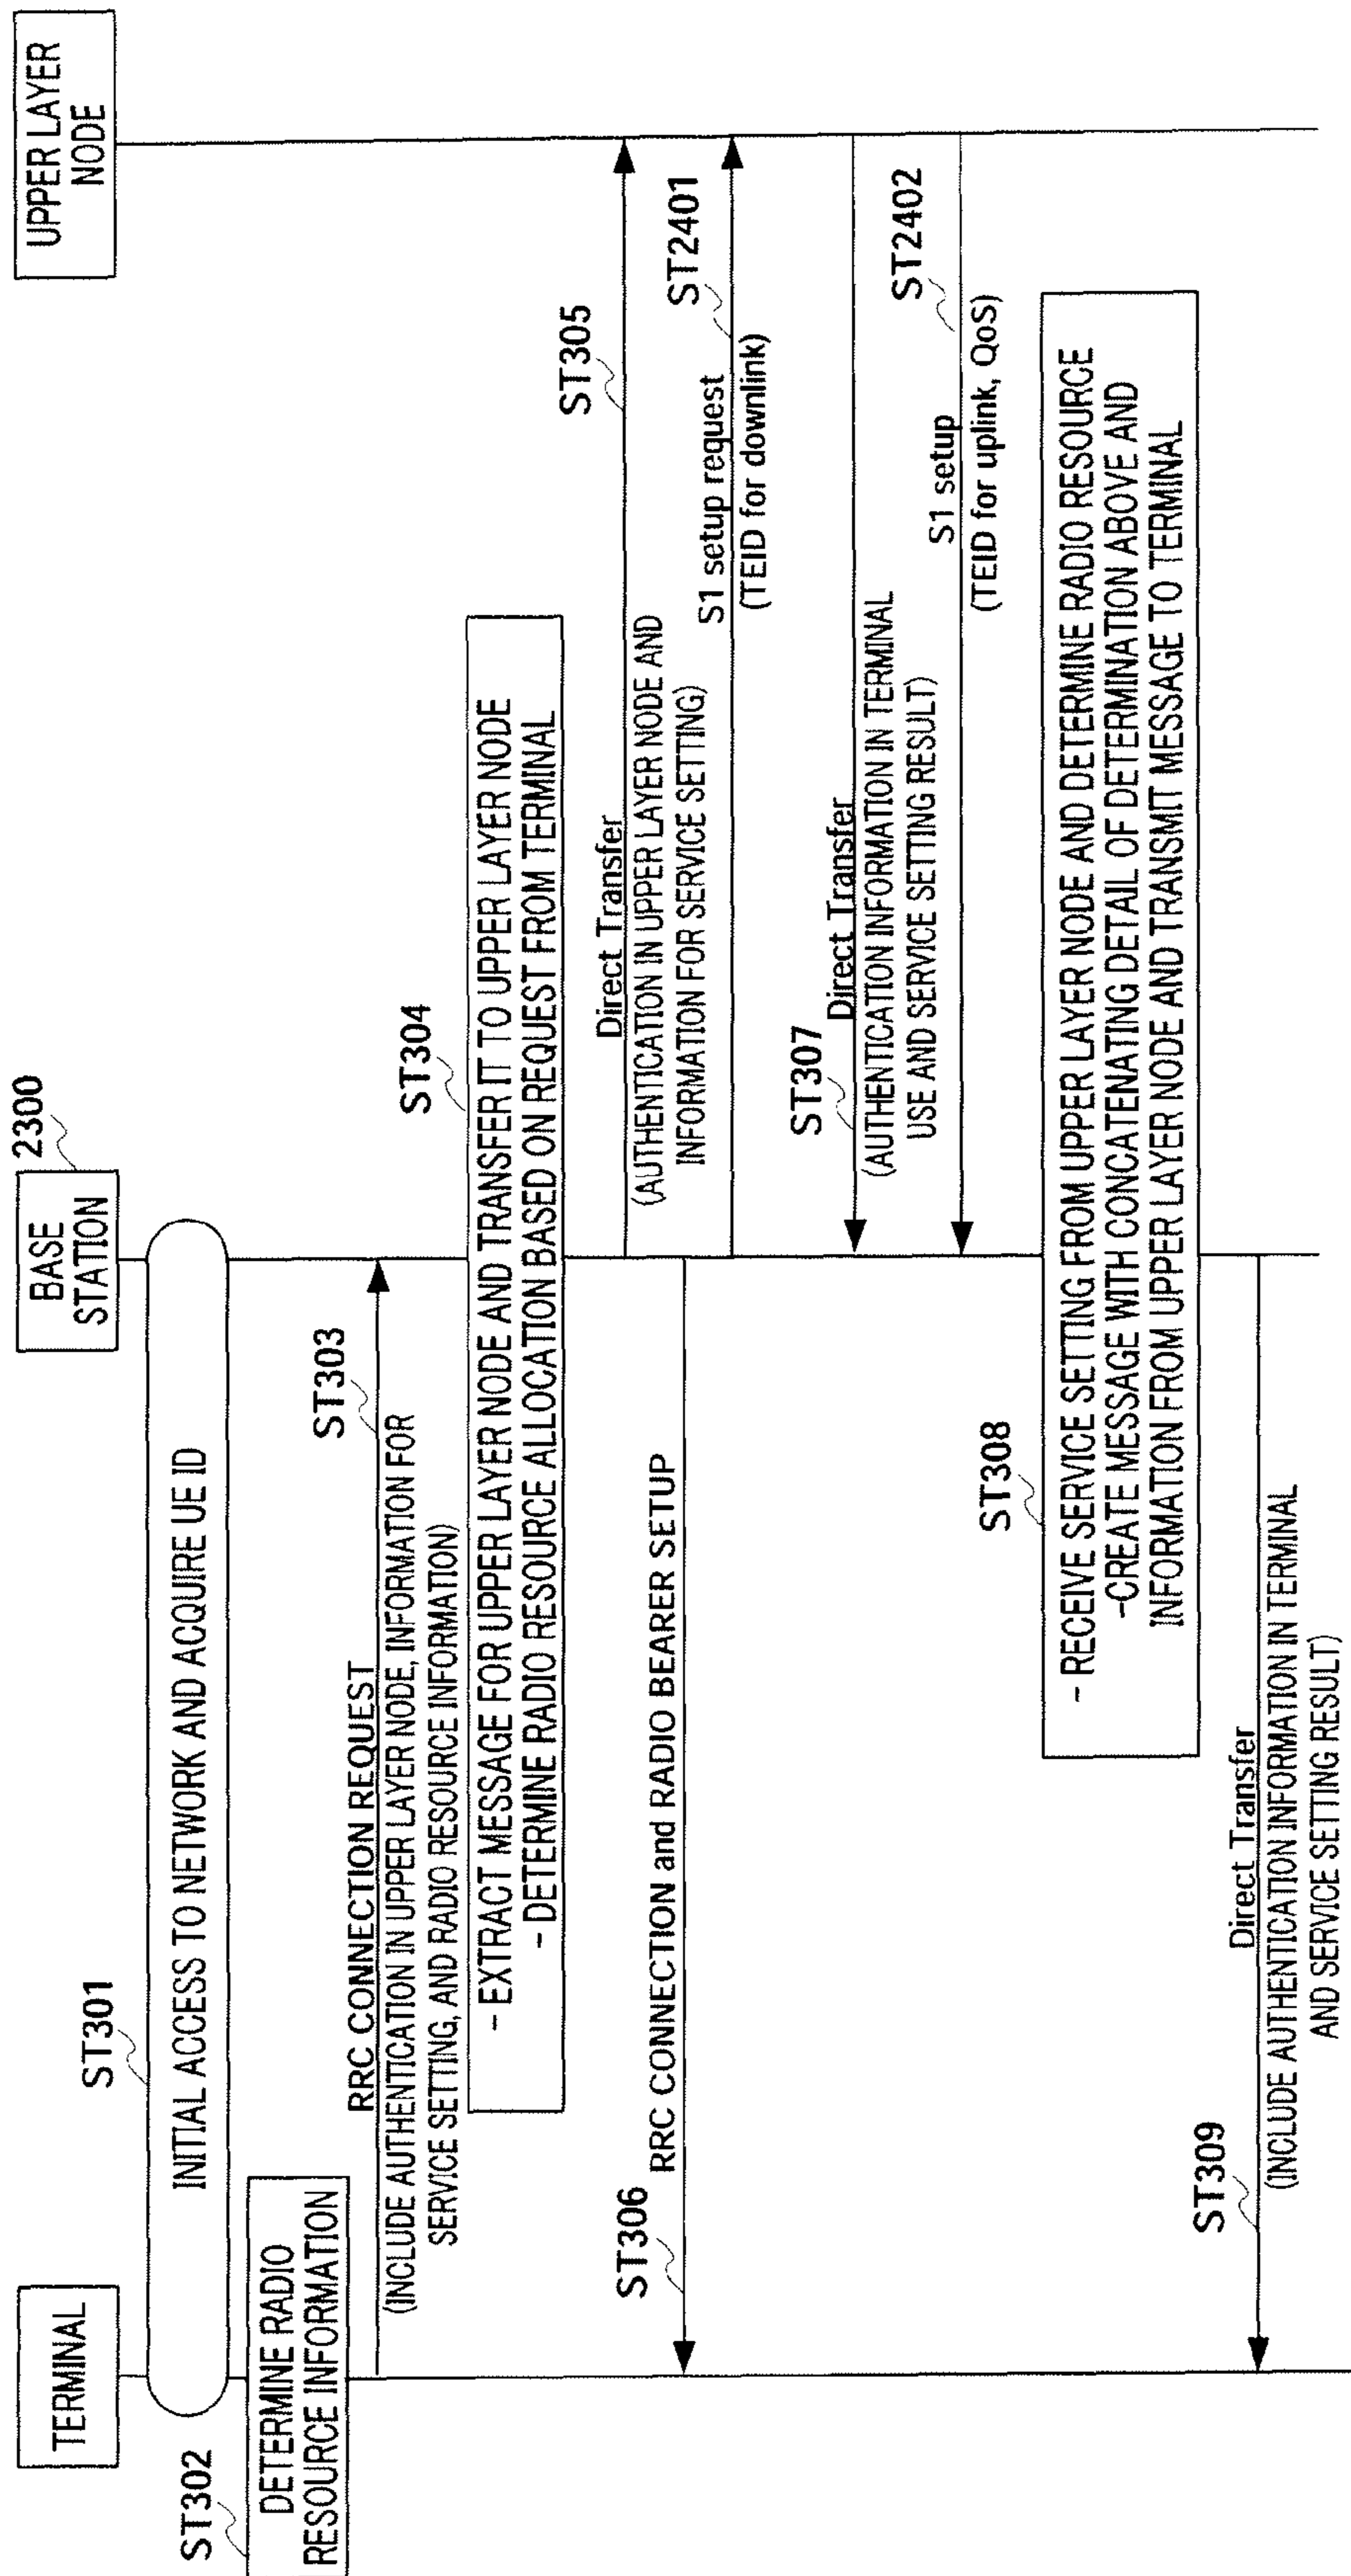 TERMINAL
BASE
STATION
2300
UPPER LAYER
NODE
ST301
INITIAL ACCESS TO NETWORK AND ACQUIRE UE ID
ST302
DETERMINE RADIO
RESOURCE INFORMATION
ST303
RRC CONNECTION REQUEST
(INCLUDE AUTHENTICATION IN UPPER LAYER NODE, INFORMATION FOR
SERVICE SETTING, AND RADIO RESOURCE INFORMATION)
ST304
- EXTRACT MESSAGE FOR UPPER LAYER NODE AND TRANSFER IT TO UPPER LAYER NODE
- DETERMINE RADIO RESOURCE ALLOCATION BASED ON REQUEST FROM TERMINAL
ST305
Direct Transfer
(AUTHENTICATION IN UPPER LAYER NODE AND
INFORMATION FOR SERVICE SETTING)
ST306
RRC CONNECTION and RADIO BEARER SETUP
ST2401
S1 setup request
(TEID for downlink)
ST307
Direct Transfer
(AUTHENTICATION INFORMATION IN TERMINAL
USE AND SERVICE SETTING RESULT)
ST2402
S1 setup
(TEID for uplink, QoS)
ST308
- RECEIVE SERVICE SETTING FROM UPPER LAYER NODE AND DETERMINE RADIO RESOURCE
-CREATE MESSAGE WITH CONCATENATING DETAIL OF DETERMINATION ABOVE AND
INFORMATION FROM UPPER LAYER NODE AND TRANSMIT MESSAGE TO TERMINAL
ST309
Direct Transfer
(INCLUDE AUTHENTICATION INFORMATION IN TERMINAL
AND SERVICE SETTING RESULT)